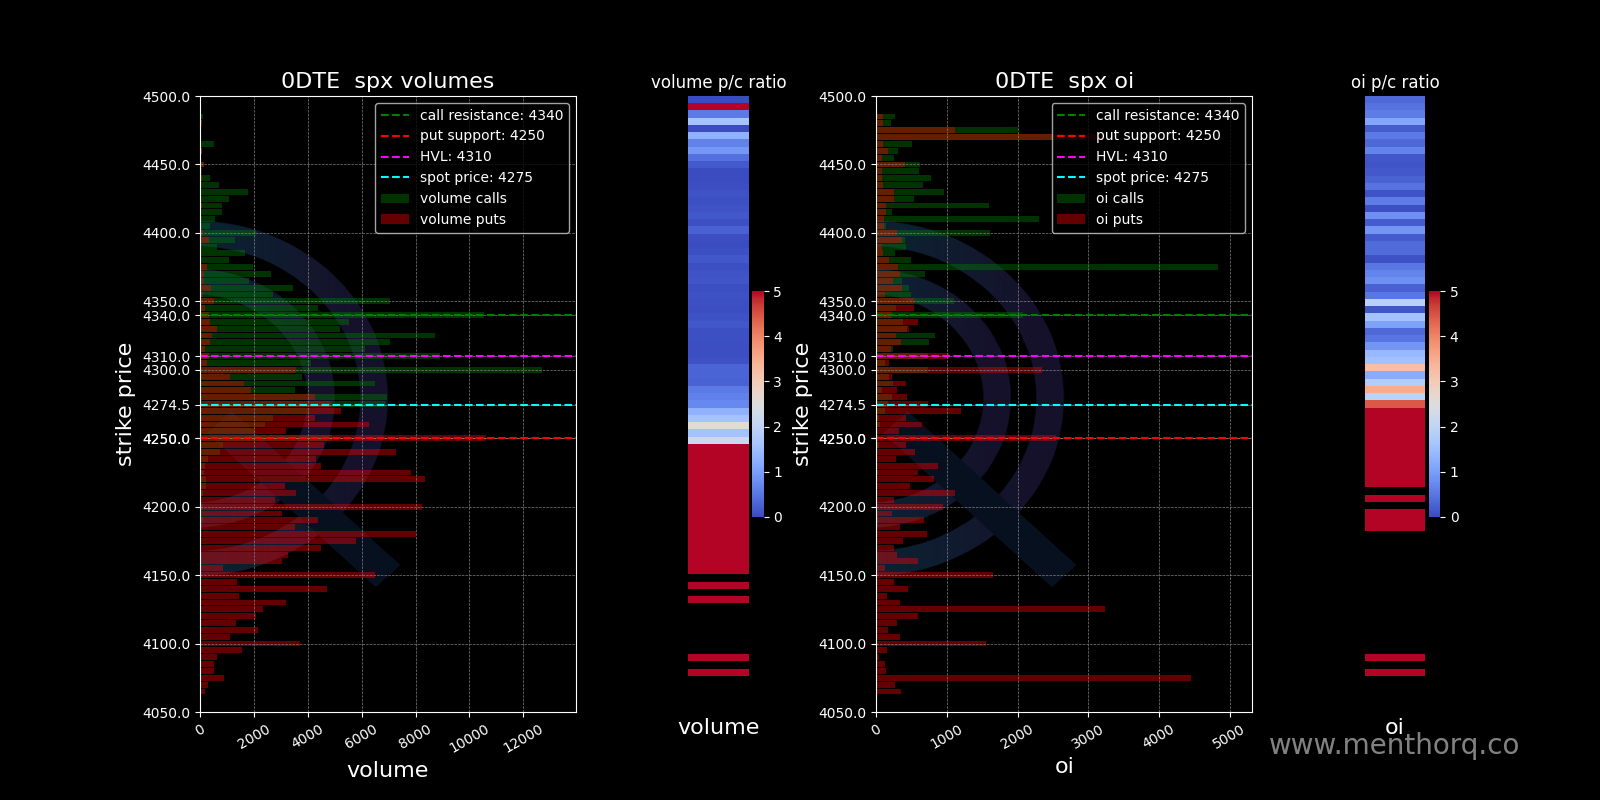 0DTE  spx volumes
volume p/c ratio
0DTE  spx oi
oi p/c ratio
4500.0
4450.0
4400.0
4350.0
4340.0
4310.0
4300.0
4274.5
4250.0
4200.0
4150.0
4100.0
4050.0
strike price
call resistance: 4340
put support: 4250
HVL: 4310
spot price: 4275
volume calls
volume puts
0
2000
4000
6000
8000
10000
12000
volume
5
4
3
2
1
0
volume
4500.0
4450.0
4400.0
4350.0
4340.0
4310.0
4300.0
4274.5
4250.0
4200.0
4150.0
4100.0
4050.0
strike price
call resistance: 4340
put support: 4250
HVL: 4310
spot price: 4275
oi calls
oi puts
0
1000
2000
3000
4000
5000
oi
5
4
3
2
1
0
oi
www.menthorq.co